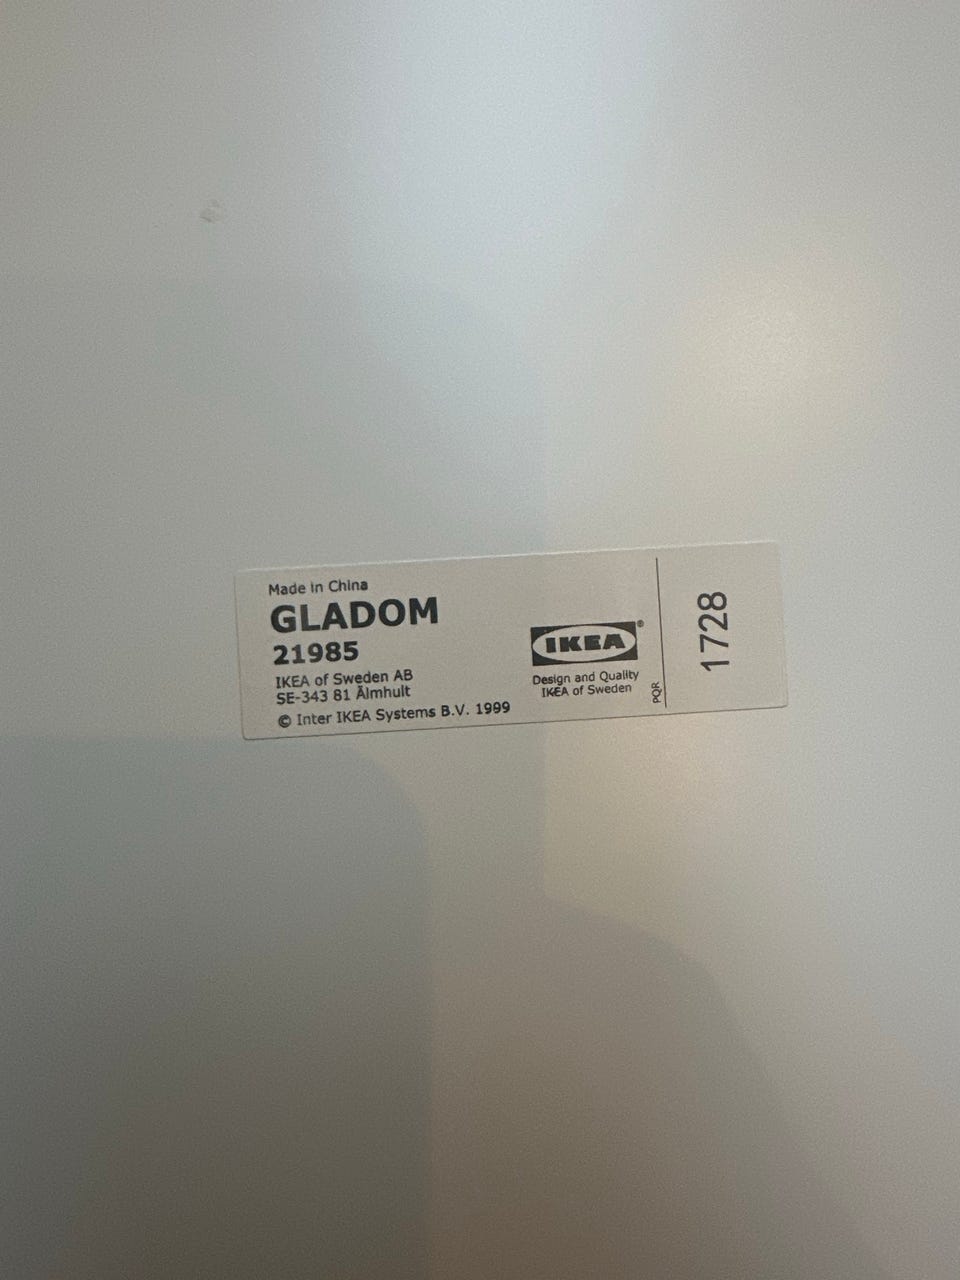 Made in China
GLADOM
21985
IKEA of Sweden AB
SE-343 81 Älmhult
© Inter IKEA Systems B.V. 1999
IKEA®
Design and Quality
IKEA of Sweden
PQR
1728